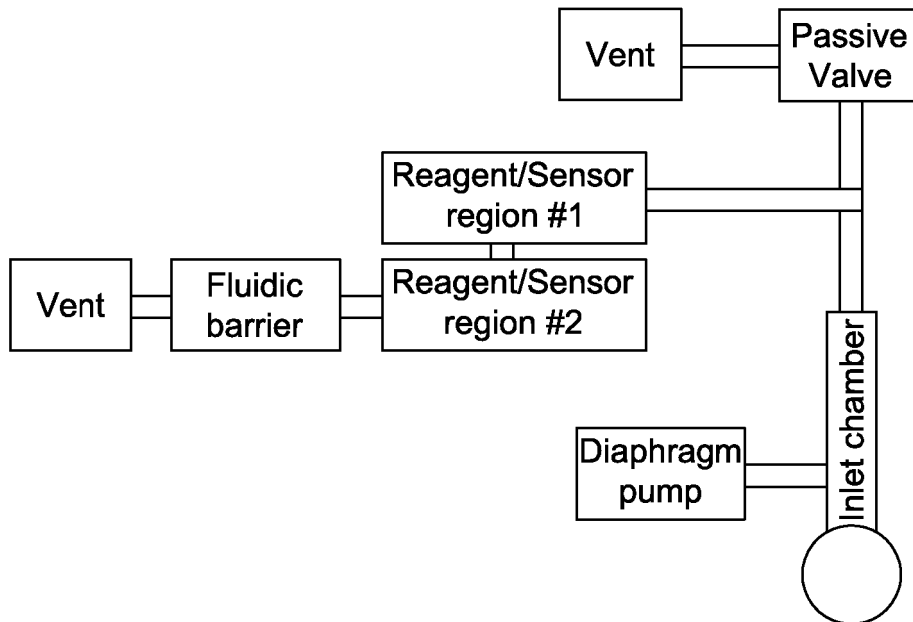 Vent
Passive
Valve
Reagent/Sensor
region #1
Vent
Fluidic
barrier
Reagent/Sensor
region #2
Inlet chamber
Diaphragm
pump